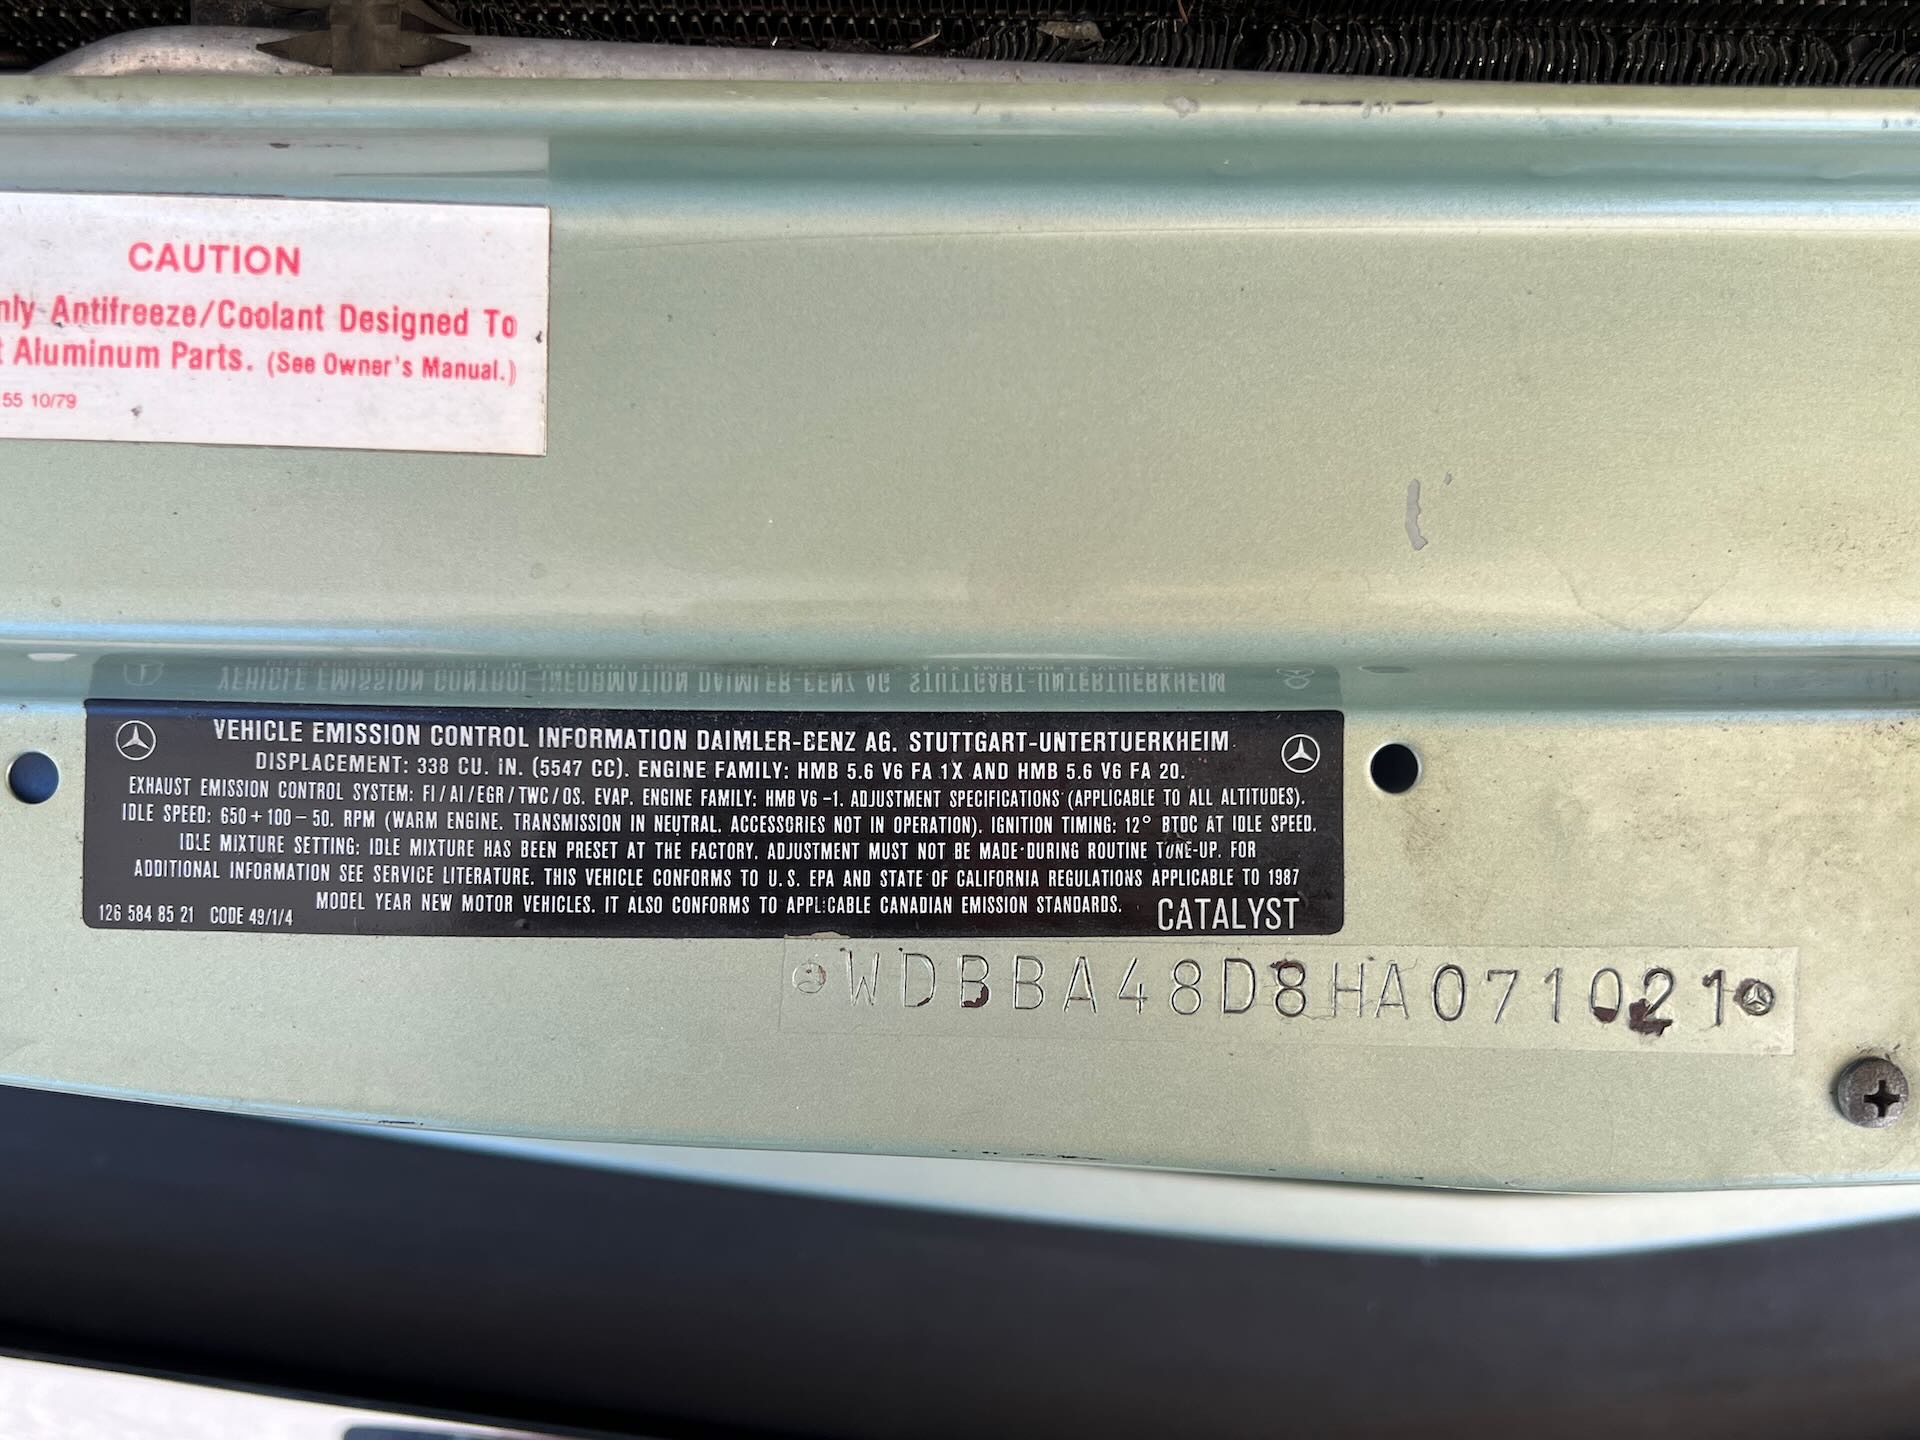 CAUTION
nly Antifreeze/Coolant Designed To
t Aluminum Parts. (See Owner's Manual.)
55 10/79
VEHICLE EMISSION CONTROL INFORMATION DAIMLER-BENZ AG. STUTTGART-UNTERTUERKHEIM
DISPLACEMENT: 338 CU. IN. (5547 CC). ENGINE FAMILY: HMB 5.6 V6 FA 1X AND HMB 5.6 V6 FA 20.
EXHAUST EMISSION CONTROL SYSTEM: FI/AI/EGR/TWC/OS. EVAP. ENGINE FAMILY: HMB V6-1. ADJUSTMENT SPECIFICATIONS (APPLICABLE TO ALL ALTITUDES).
IDLE SPEED: 650+100-50. RPM (WARM ENGINE. TRANSMISSION IN NEUTRAL. ACCESSORIES NOT IN OPERATION). IGNITION TIMING: 12° BTDC AT IDLE SPEED.
IDLE MIXTURE SETTING: IDLE MIXTURE HAS BEEN PRESET AT THE FACTORY. ADJUSTMENT MUST NOT BE MADE DURING ROUTINE TUNE-UP. FOR
ADDITIONAL INFORMATION SEE SERVICE LITERATURE. THIS VEHICLE CONFORMS TO U.S. EPA AND STATE OF CALIFORNIA REGULATIONS APPLICABLE TO 1987
MODEL YEAR NEW MOTOR VEHICLES. IT ALSO CONFORMS TO APPLICABLE CANADIAN EMISSION STANDARDS.
126 584 85 21 CODE 49/1/4
CATALYST
WDBBA48D8HA071021